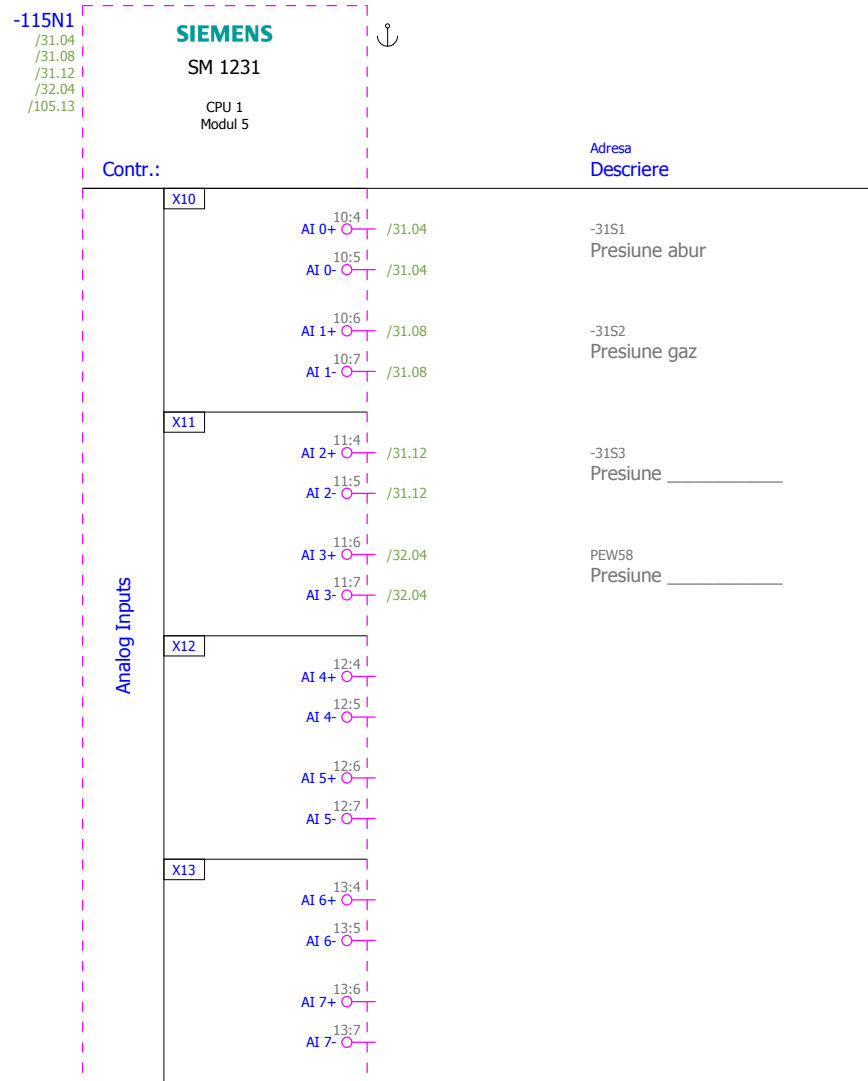 -115N1
/31.04
/31.08
/31.12
/32.04
/105.13
SIEMENS
SM 1231
CPU 1
Modul 5
Contr.:
Adresa
Descriere
Analog Inputs
X10
10:4
AI 0+ /31.04 -31S1
Presiune abur
10:5
AI 0- /31.04
10:6
AI 1+ /31.08 -31S2
Presiune gaz
10:7
AI 1- /31.08
X11
11:4
AI 2+ /31.12 -31S3
Presiune ____________
11:5
AI 2- /31.12
11:6
AI 3+ /32.04 PEW58
Presiune ____________
11:7
AI 3- /32.04
X12
12:4
AI 4+
12:5
AI 4-
12:6
AI 5+
12:7
AI 5-
X13
13:4
AI 6+
13:5
AI 6-
13:6
AI 7+
13:7
AI 7-